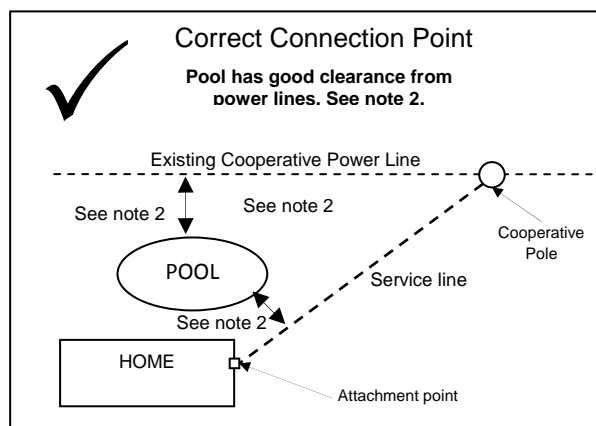 Correct Connection Point
Pool has good clearance from
power lines. See note 2.
Existing Cooperative Power Line
See note 2
See note 2
Cooperative
Pole
POOL
Service line
See note 2
HOME
Attachment point